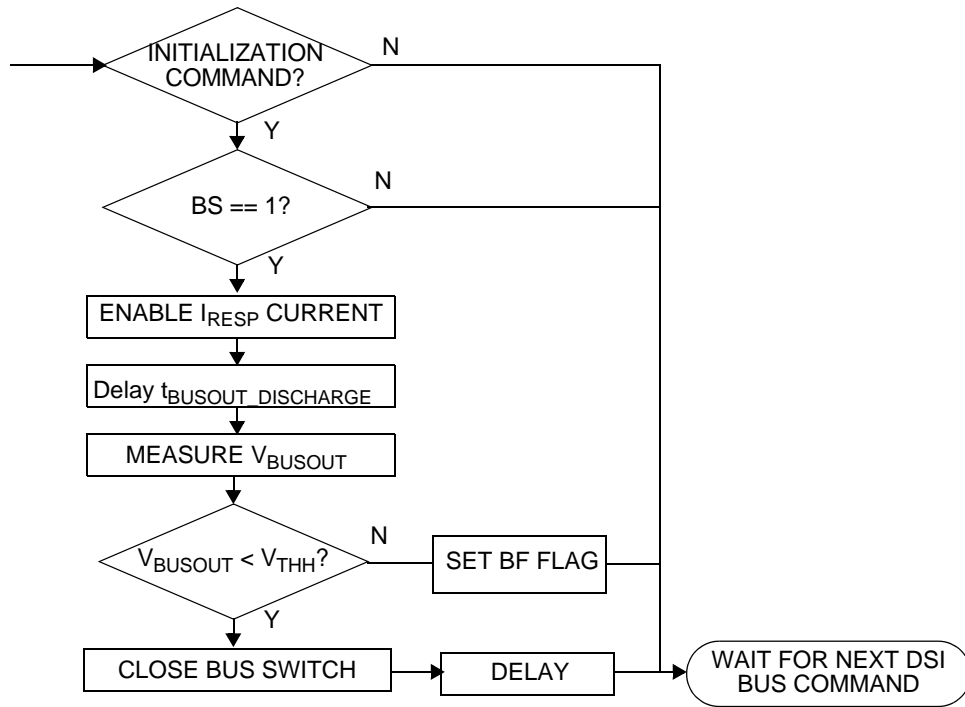 INITIALIZATION
COMMAND?
N
Y
BS == 1?
N
Y
ENABLE IRESP CURRENT
Delay tBUSOUT_DISCHARGE
MEASURE VBUSOUT
VBUSOUT < VTHH?
N
SET BF FLAG
Y
CLOSE BUS SWITCH
DELAY
WAIT FOR NEXT DSI
BUS COMMAND